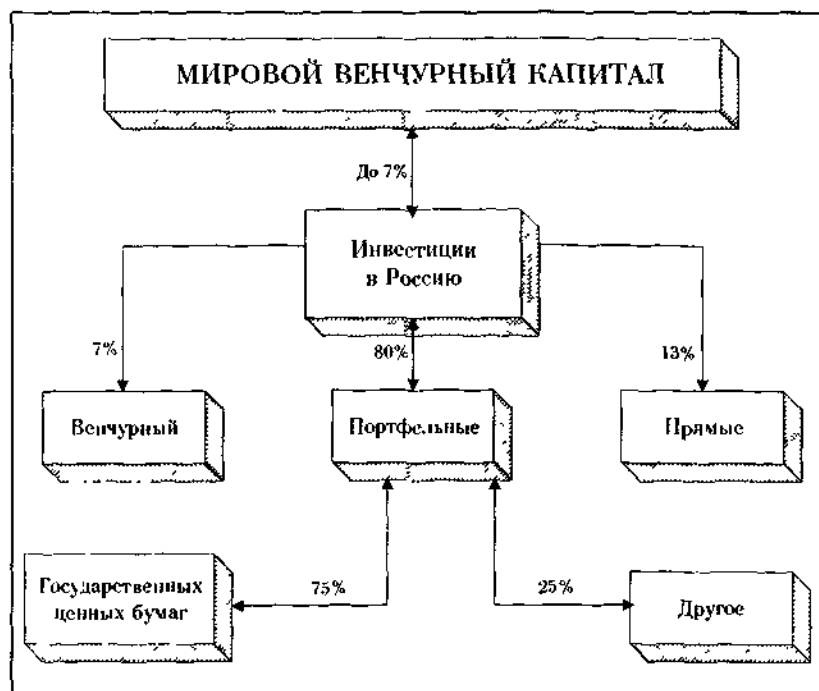 МИРОВОЙ ВЕНЧУРНЫЙ КАПИТАЛ
До 7%
Инвестиции
в Россию
7%
80%
13%
Венчурный
Портфельные
Прямые
Государственных
ценных бумаг
75%
25%
Другое